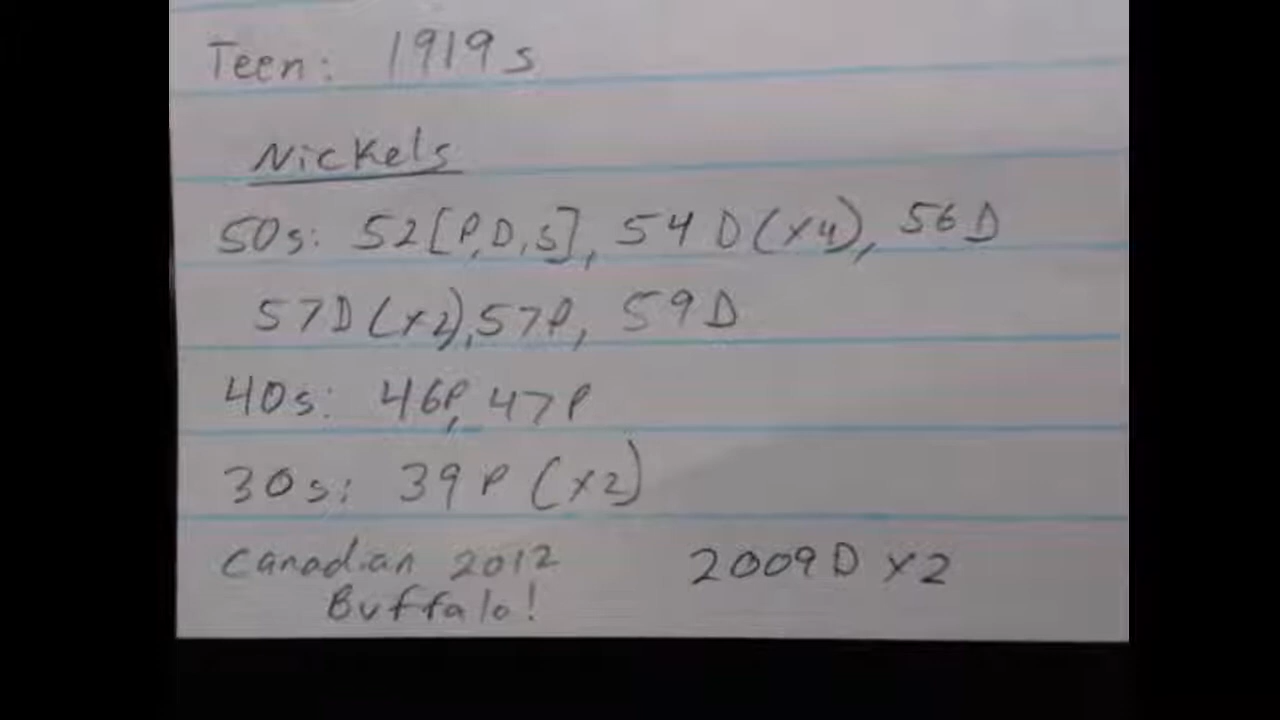 Teen: 1919s
Nickels
50s: 52[P,D,S], 54D(x4), 56D
57D(x2),57P, 59D
40s: 46P, 47P
30s: 39P (x2)
Canadian 2012 2009D x2
Buffalo!